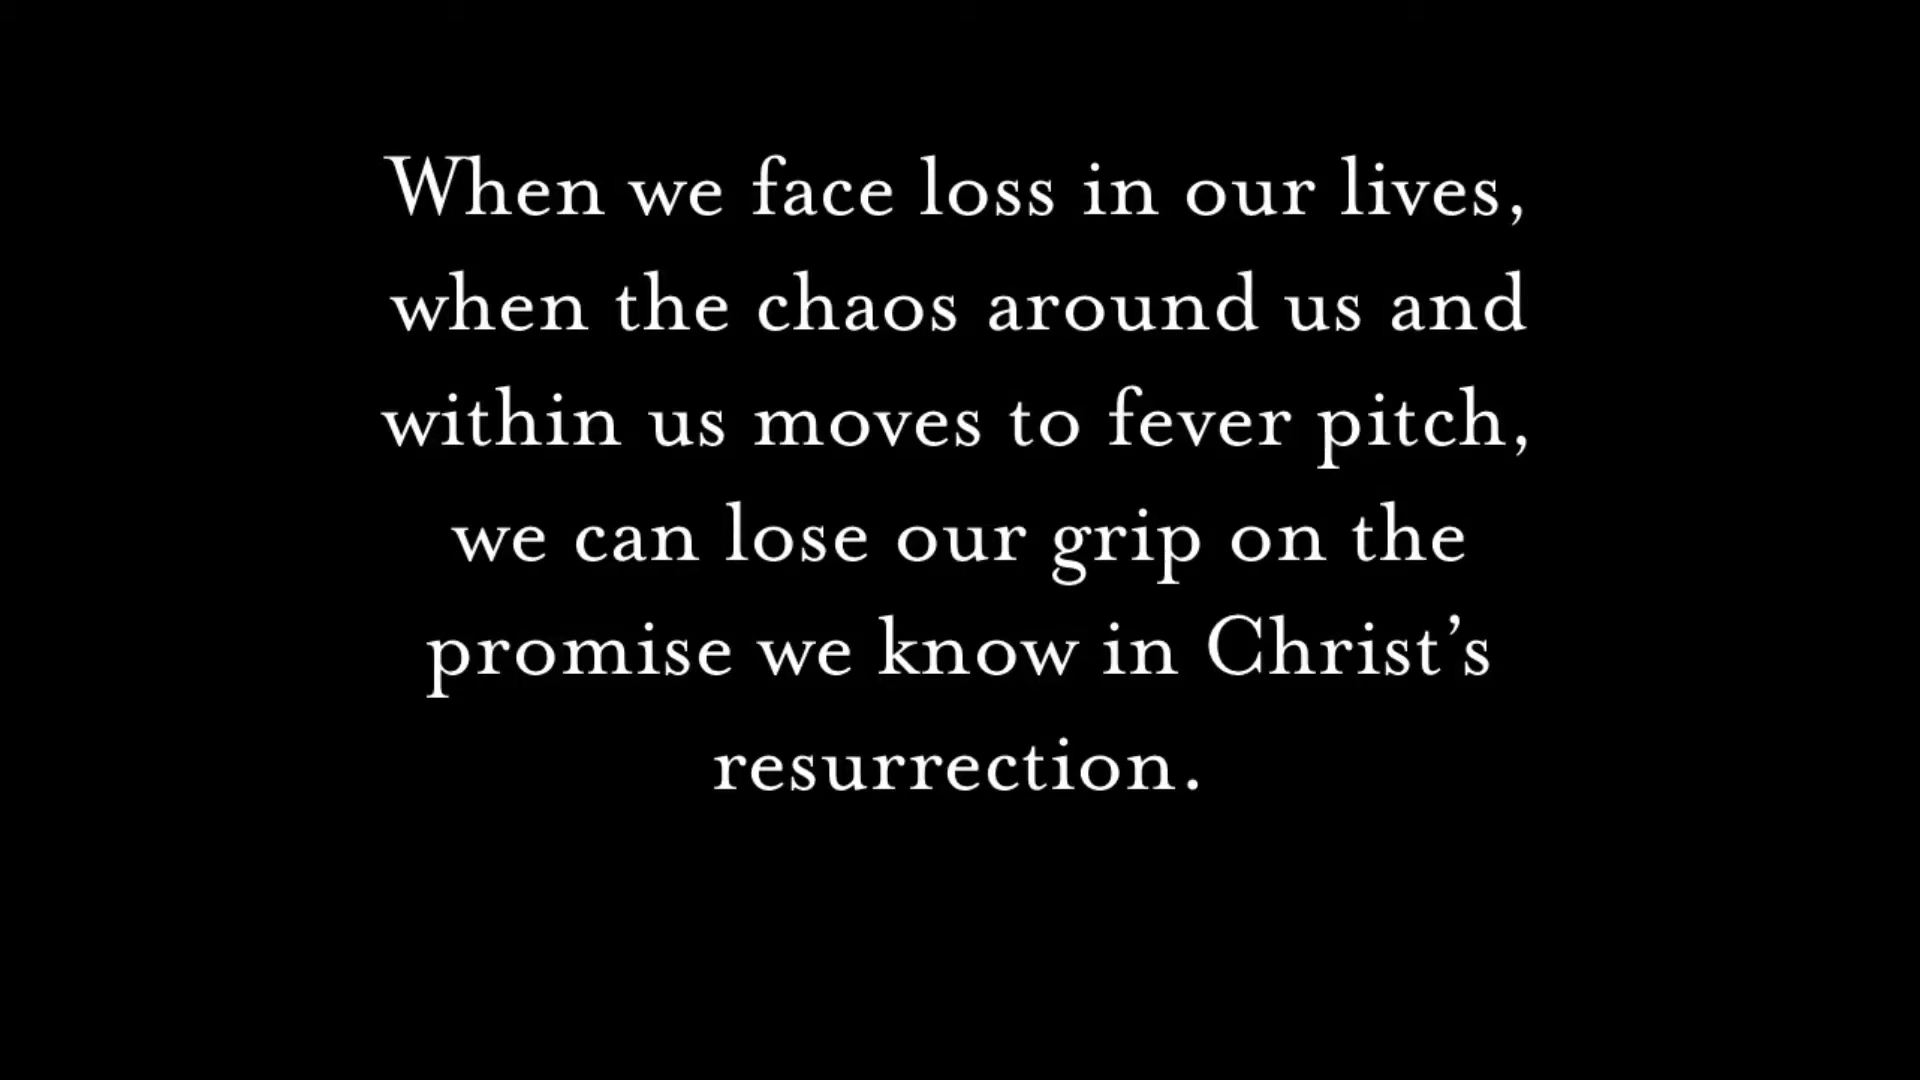 When we face loss in our lives,
when the chaos around us and
within us moves to fever pitch,
we can lose our grip on the
promise we know in Christ’s
resurrection.